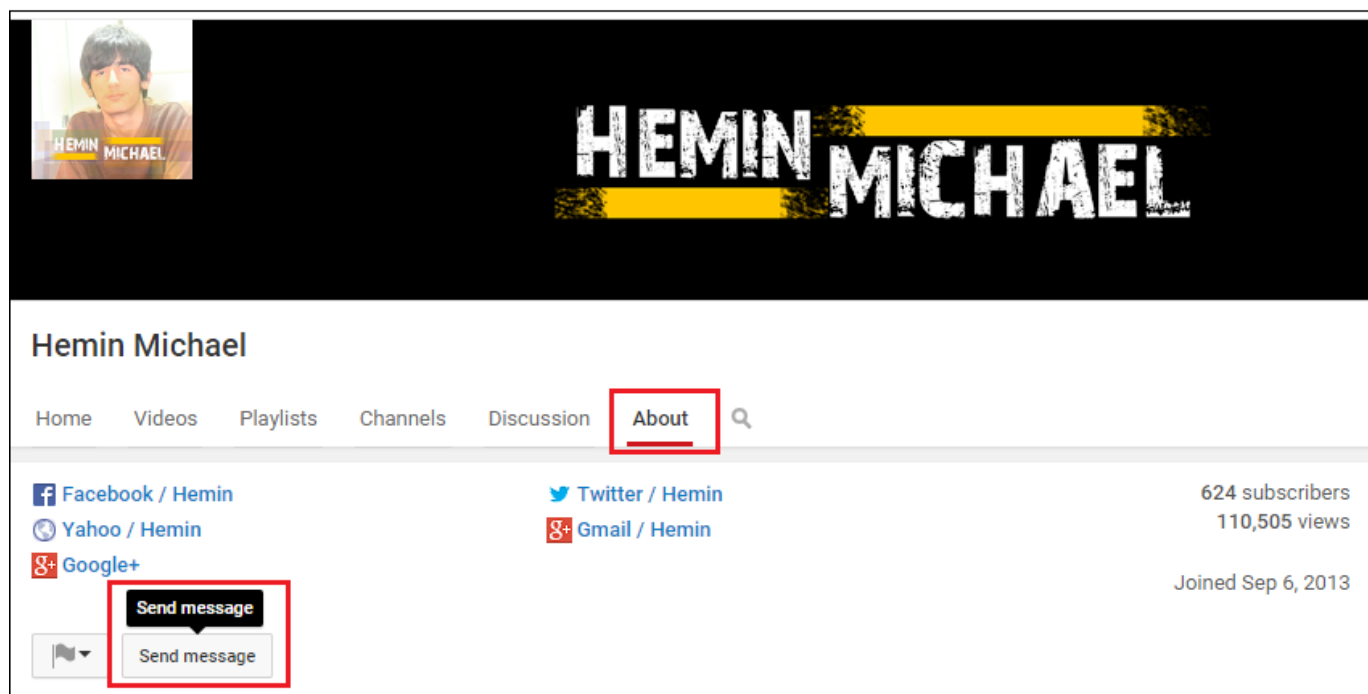 HEMIN
MICHAEL
HEMIN
MICHAEL
Hemin Michael
Home Videos Playlists Channels Discussion About
Facebook / Hemin Twitter / Hemin 624 subscribers
Yahoo / Hemin Gmail / Hemin 110,505 views
Google+
Joined Sep 6, 2013
Send message
Send message